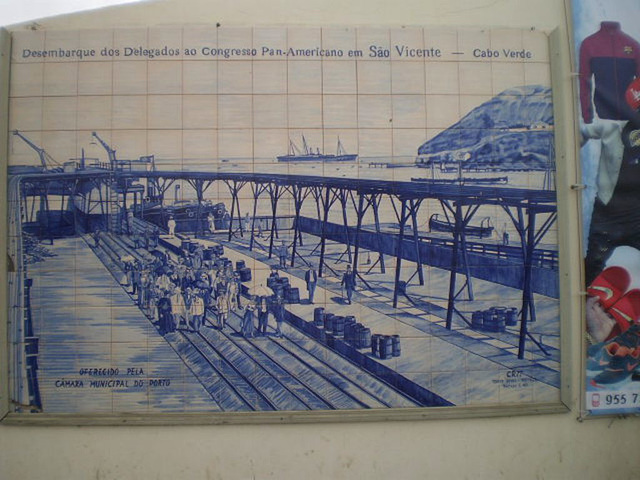 Desembarque dos Delegados ao Congresso Pan-Americano em São Vicente — Cabo Verde
OFERECIDO PELA
CÂMARA MUNICIPAL DO PORTO
955 7